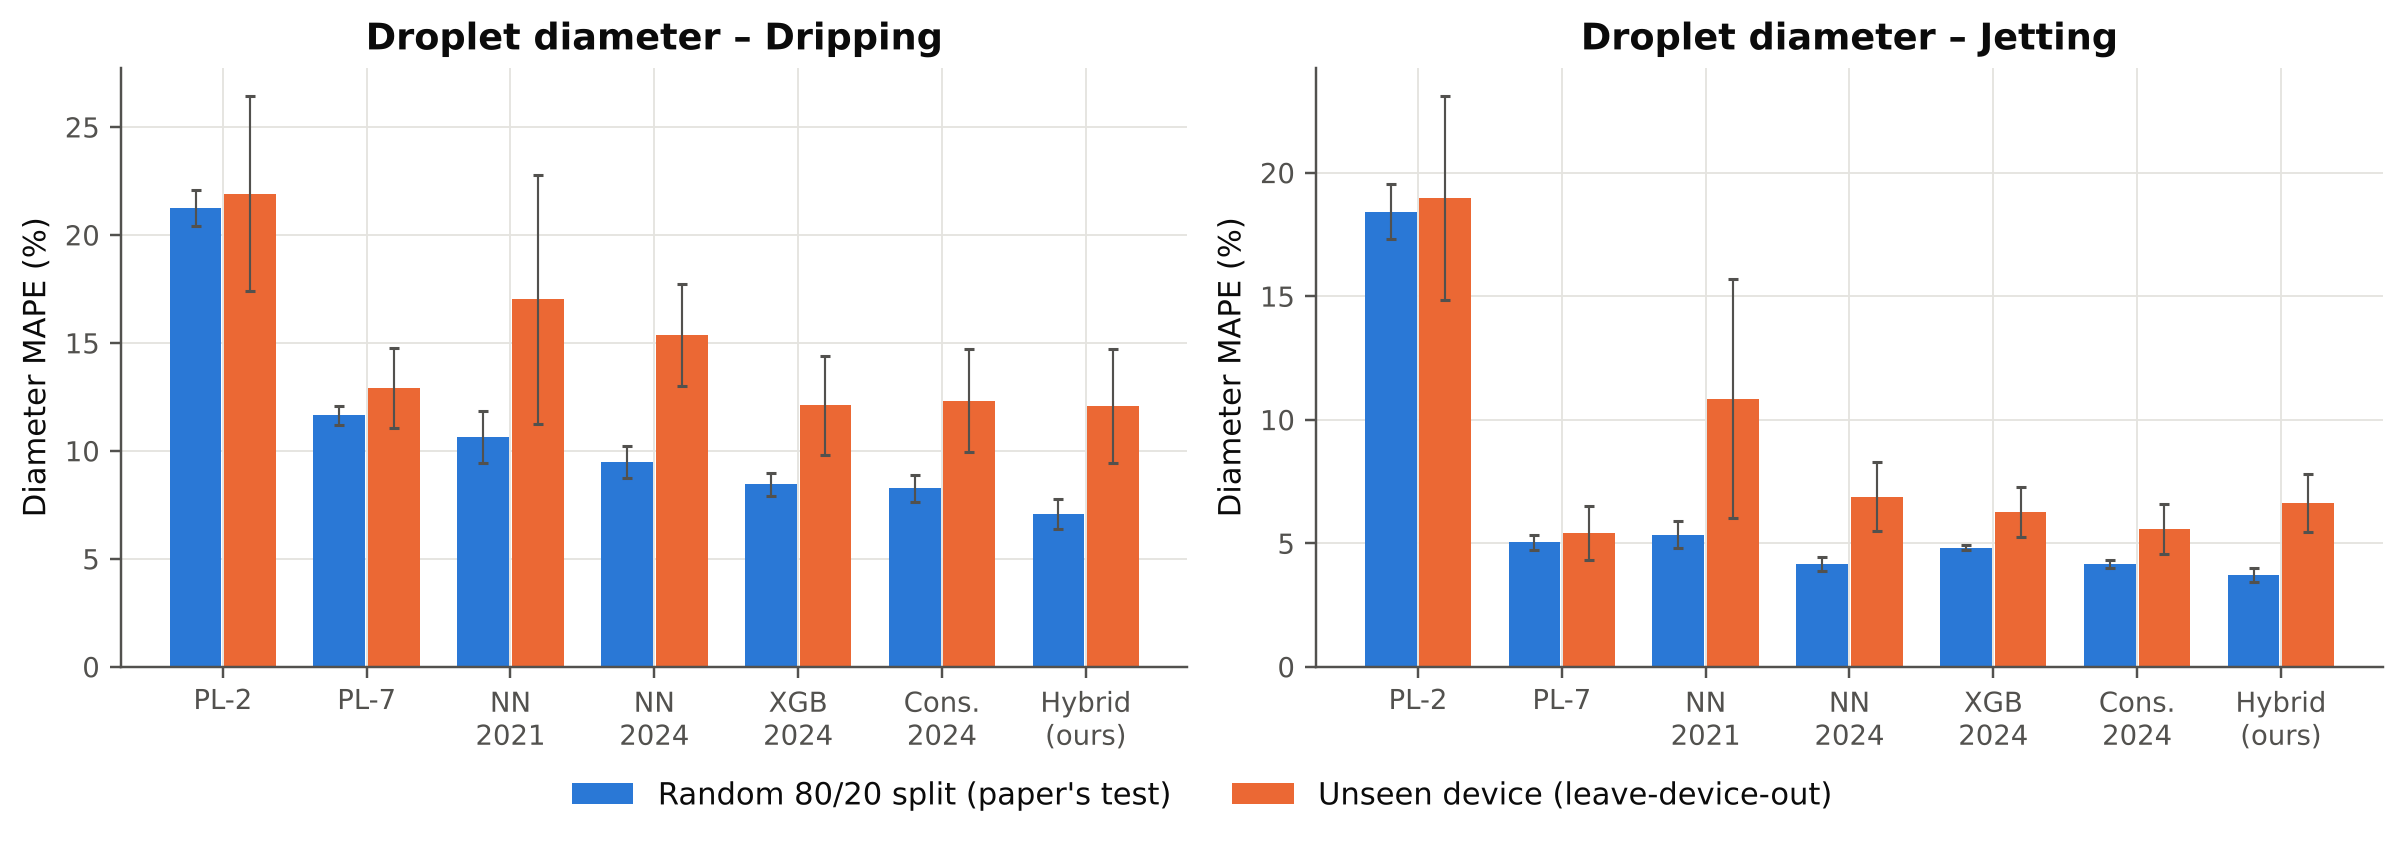 Droplet diameter – Dripping
Diameter MAPE (%)
25
20
15
10
5
0
PL-2
PL-7
NN
2021
NN
2024
XGB
2024
Cons.
2024
Hybrid
(ours)
Droplet diameter – Jetting
Diameter MAPE (%)
20
15
10
5
0
PL-2
PL-7
NN
2021
NN
2024
XGB
2024
Cons.
2024
Hybrid
(ours)
Random 80/20 split (paper's test)
Unseen device (leave-device-out)